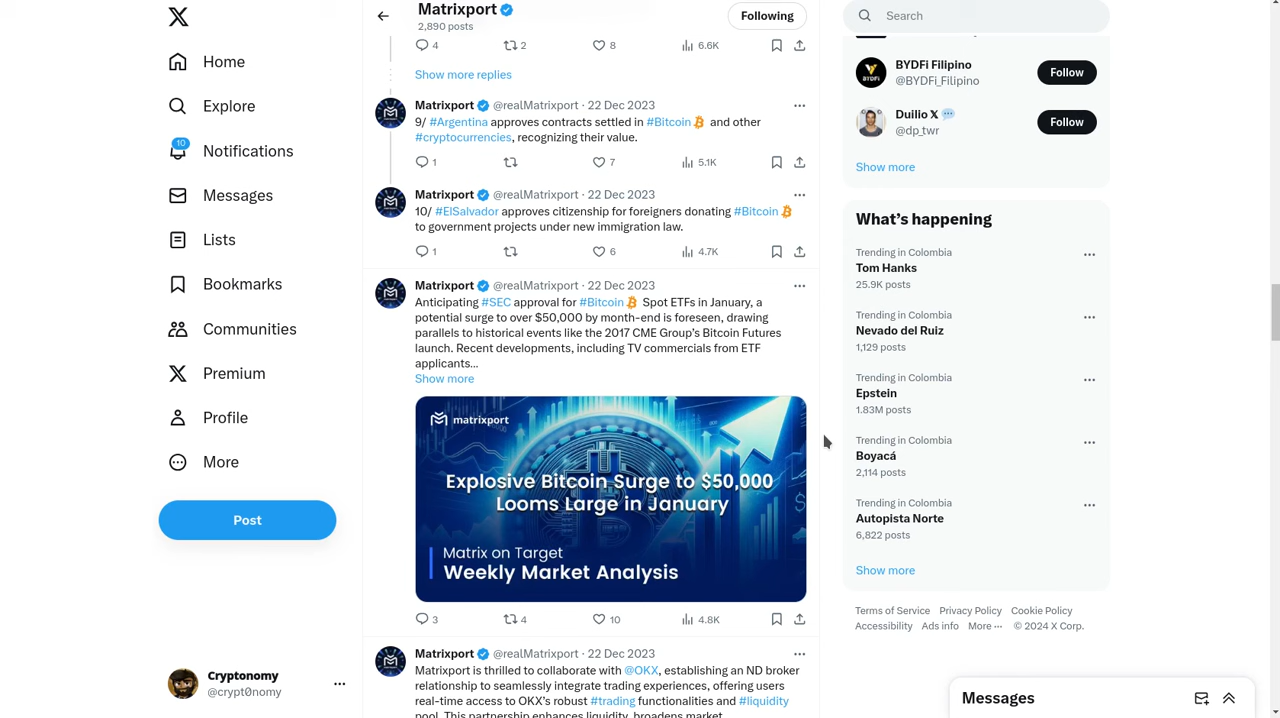 Matrixport
2,890 posts
Following
Search
4 2 8 6.6K
Show more replies
Matrixport @realMatrixport · 22 Dec 2023
9/ #Argentina approves contracts settled in #Bitcoin and other
#cryptocurrencies, recognizing their value.
1 7 5.1K
Matrixport @realMatrixport · 22 Dec 2023
10/ #ElSalvador approves citizenship for foreigners donating #Bitcoin
to government projects under new immigration law.
1 6 4.7K
Matrixport @realMatrixport · 22 Dec 2023
Anticipating #SEC approval for #Bitcoin Spot ETFs in January, a
potential surge to over $50,000 by month-end is foreseen, drawing
parallels to historical events like the 2017 CME Group's Bitcoin Futures
launch. Recent developments, including TV commercials from ETF
applicants…
Show more
matrixport
Explosive Bitcoin Surge to $50,000
Looms Large in January
Matrix on Target
Weekly Market Analysis
3 4 10 4.8K
Matrixport @realMatrixport · 22 Dec 2023
Matrixport is thrilled to collaborate with @OKX, establishing an ND broker
relationship to seamlessly integrate trading experiences, offering users
real-time access to OKX's robust #trading functionalities and #liquidity
pool. This partnership enhances liquidity, broadens market
Home
Explore
10
Notifications
Messages
Lists
Bookmarks
Communities
Premium
Profile
More
Post
Cryptonomy
@crypt0nomy
BYDFi Filipino
@BYDFi_Filipino
Follow
Duilio 𝕏
@dp_twr
Follow
Show more
What's happening
Trending in Colombia
Tom Hanks
25.9K posts
Trending in Colombia
Nevado del Ruiz
1,129 posts
Trending in Colombia
Epstein
1.83M posts
Trending in Colombia
Boyacá
2,114 posts
Trending in Colombia
Autopista Norte
6,822 posts
Show more
Terms of Service Privacy Policy Cookie Policy
Accessibility Ads info More ··· © 2024 X Corp.
Messages